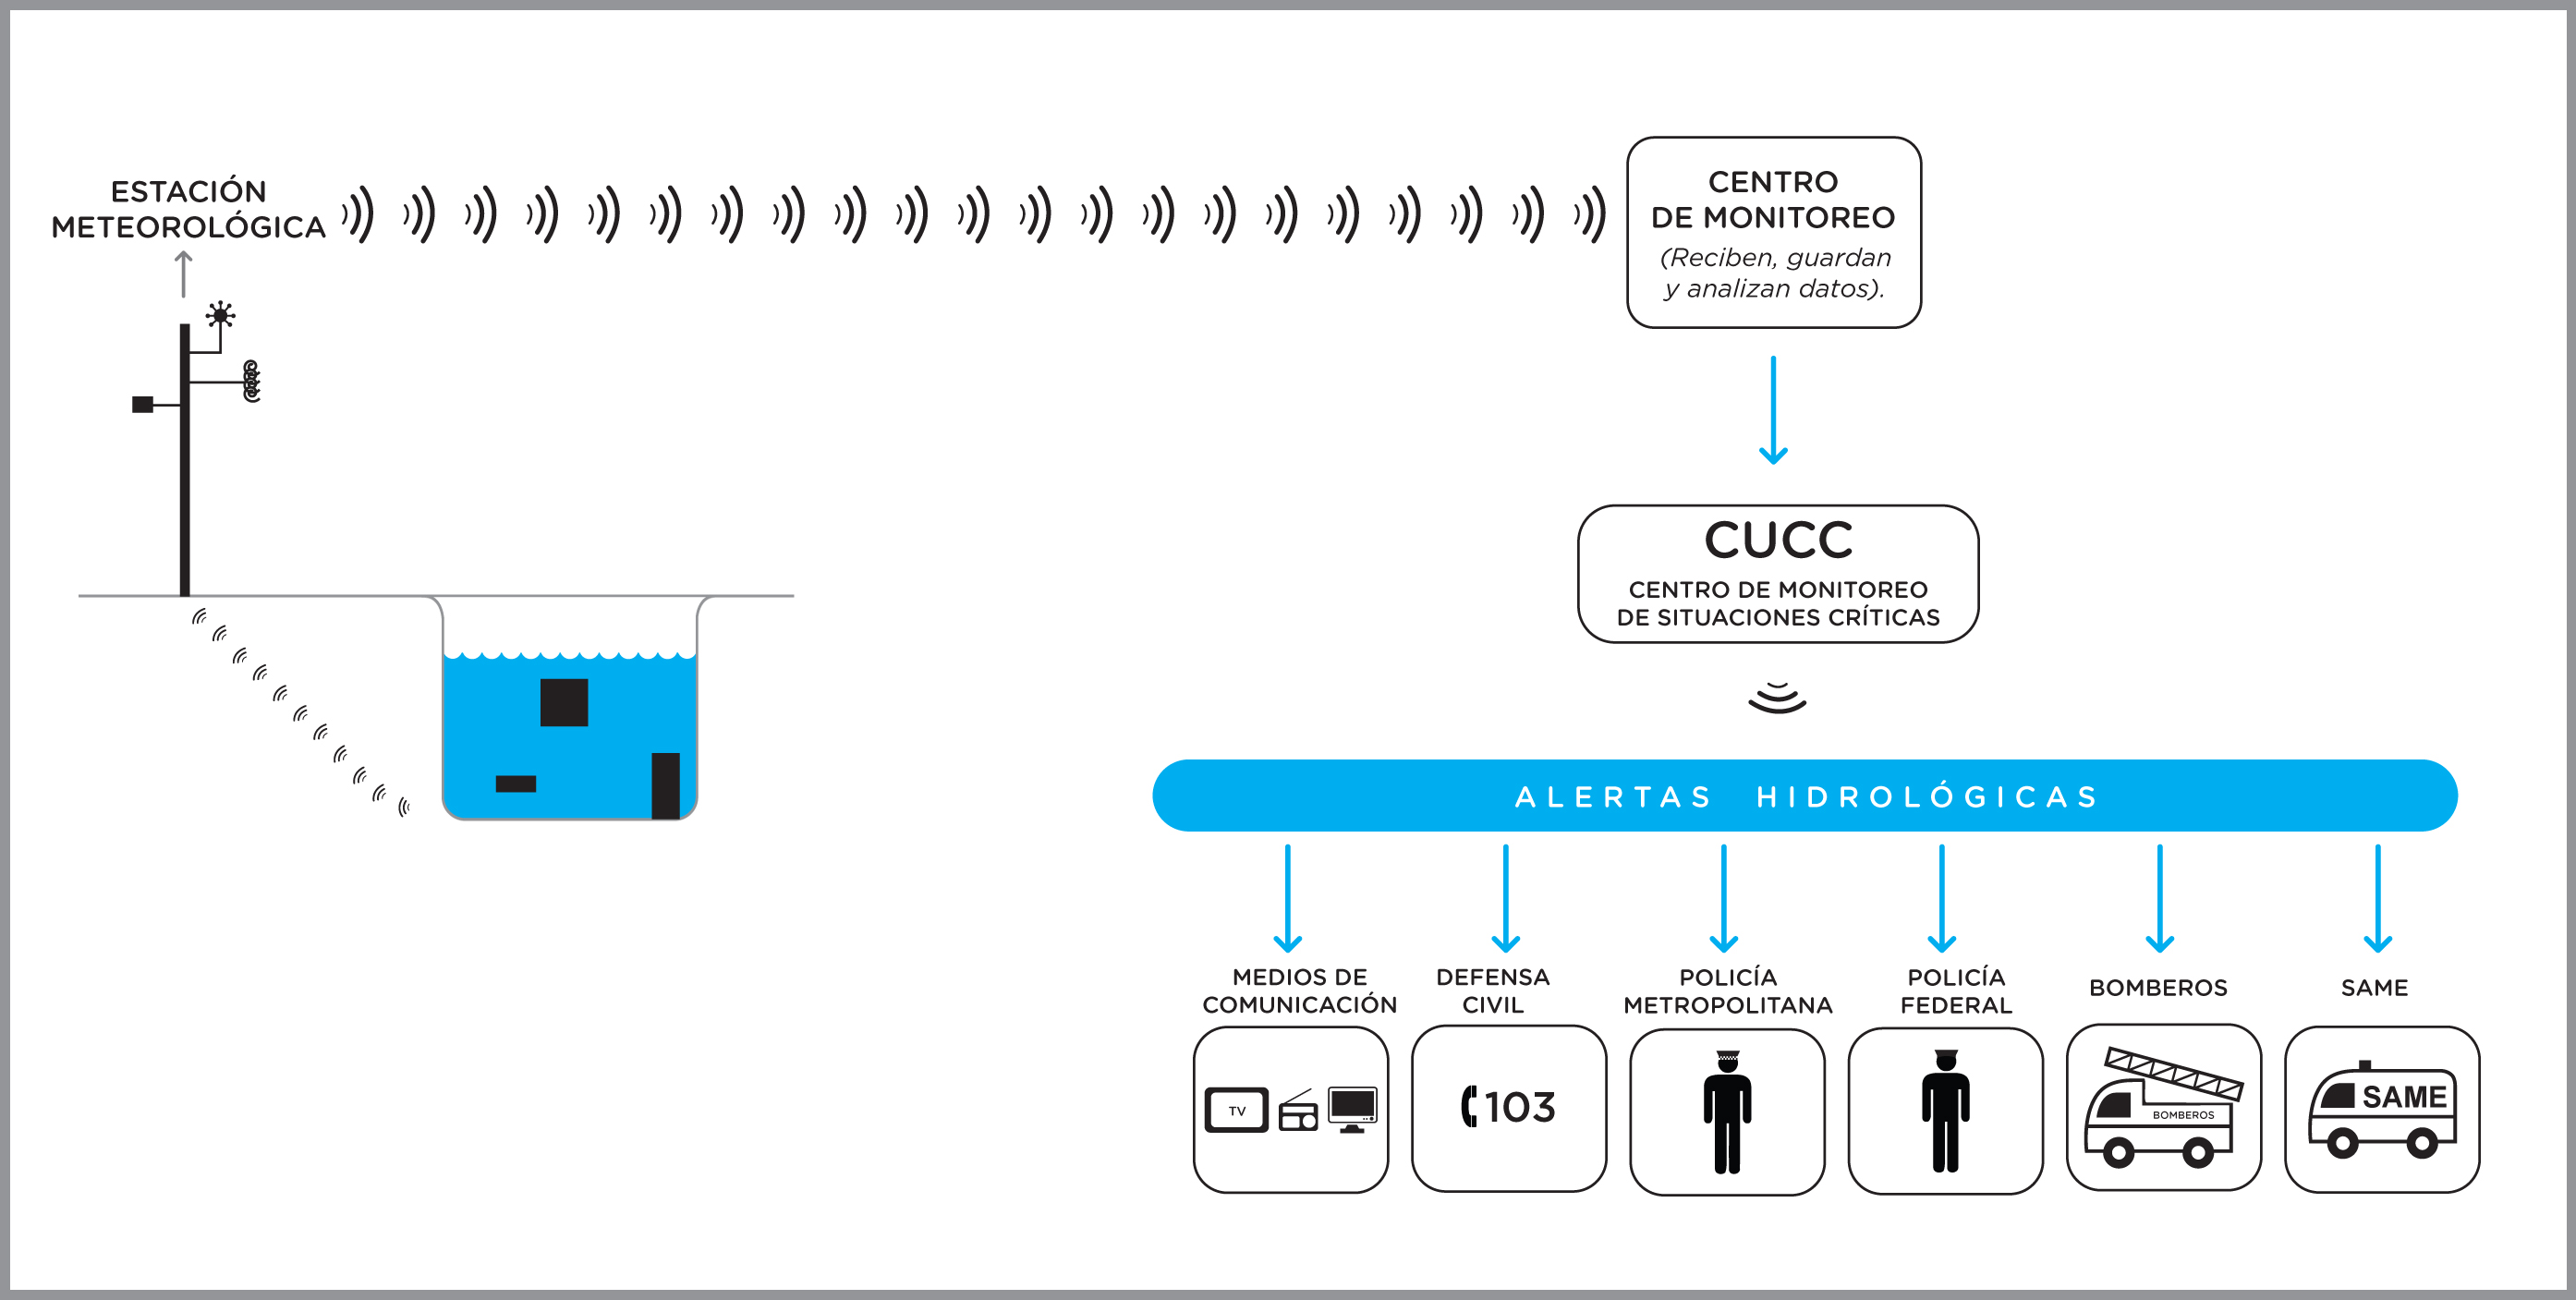 ESTACIÓN
METEOROLÓGICA
CENTRO
DE MONITOREO
(Reciben, guardan
y analizan datos).
CUCC
CENTRO DE MONITOREO
DE SITUACIONES CRÍTICAS
ALERTAS HIDROLÓGICAS
MEDIOS DE
COMUNICACIÓN
TV
DEFENSA
CIVIL
103
POLICÍA
METROPOLITANA
POLICÍA
FEDERAL
BOMBEROS
BOMBEROS
SAME
SAME